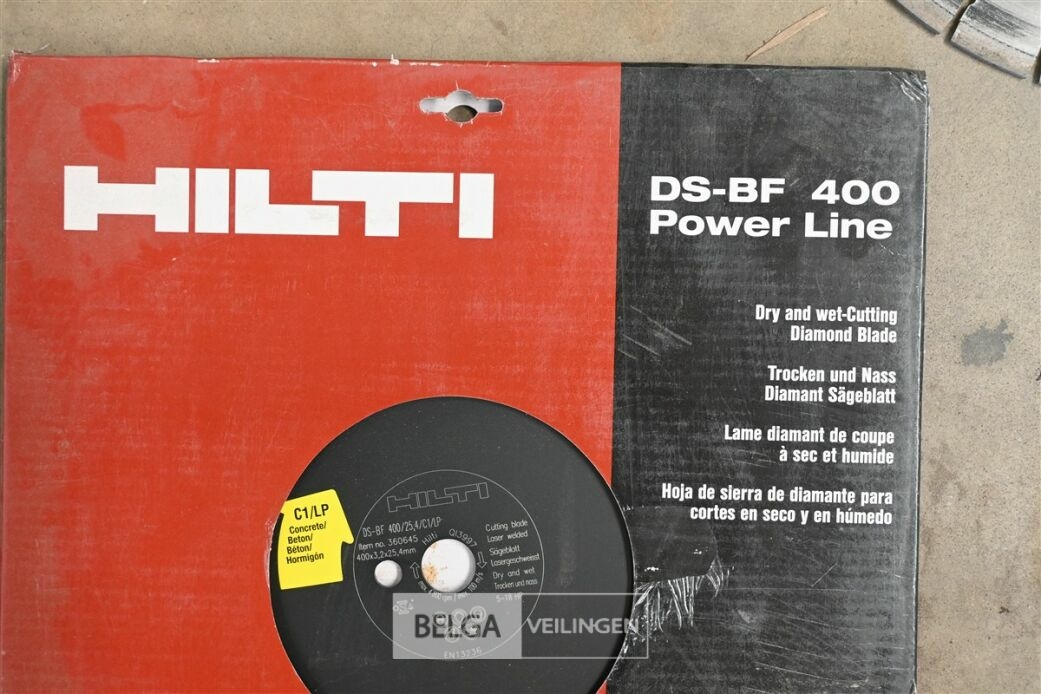 HILTI
DS-BF 400
Power Line
Dry and wet-Cutting
Diamond Blade
Trocken und Nass
Diamant Sägeblatt
Lame diamant de coupe
à sec et humide
Hoja de sierra de diamante para
cortes en seco y en húmedo
C1/LP
Concrete/
Beton/
Béton/
Hormigón
HILTI
DS-BF 400/25,4/C1/LP
Item no. 360645
400x3,2x25,4mm
Hilti
QI3997
Cutting blade
Laser welded
Sägeblatt
Lasergeschweisst
Dry and wet
Trocken und nass
EN13236
BELGA VEILINGEN